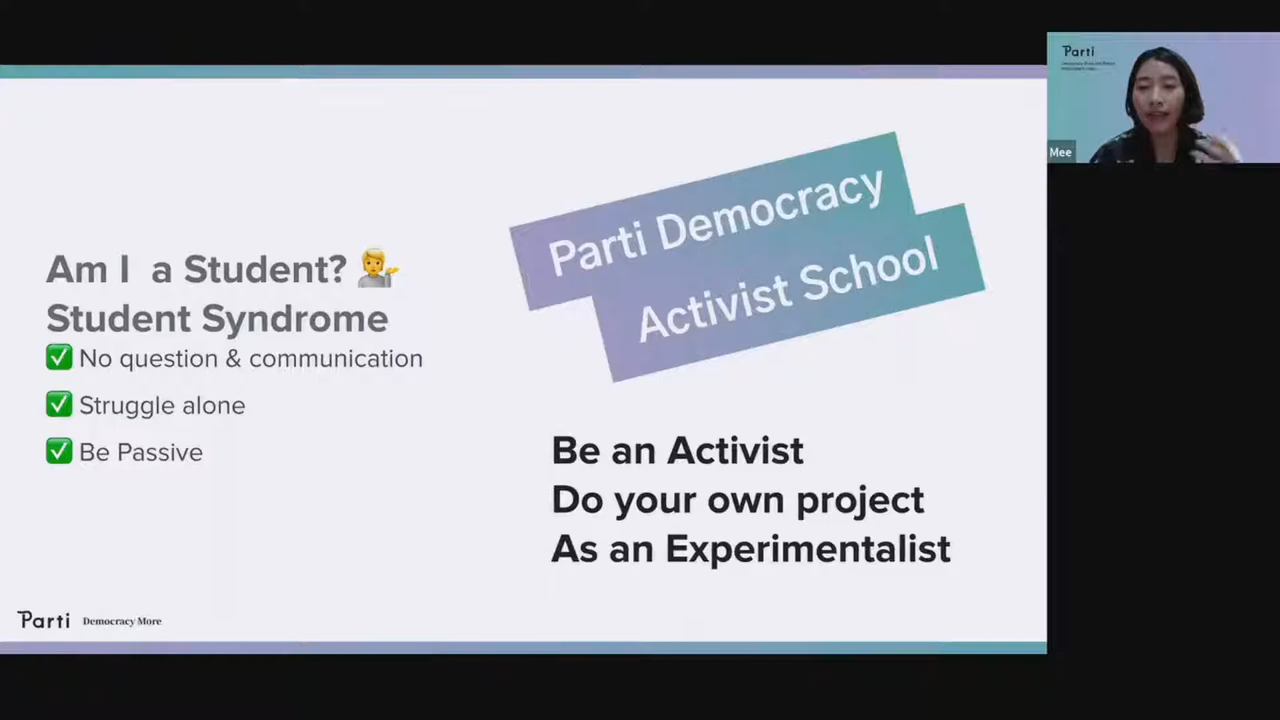 Am I a Student? 💁
Student Syndrome
✅ No question & communication
✅ Struggle alone
✅ Be Passive
Parti Democracy
Activist School
Be an Activist
Do your own project
As an Experimentalist
Parti Democracy More
Parti
Mee